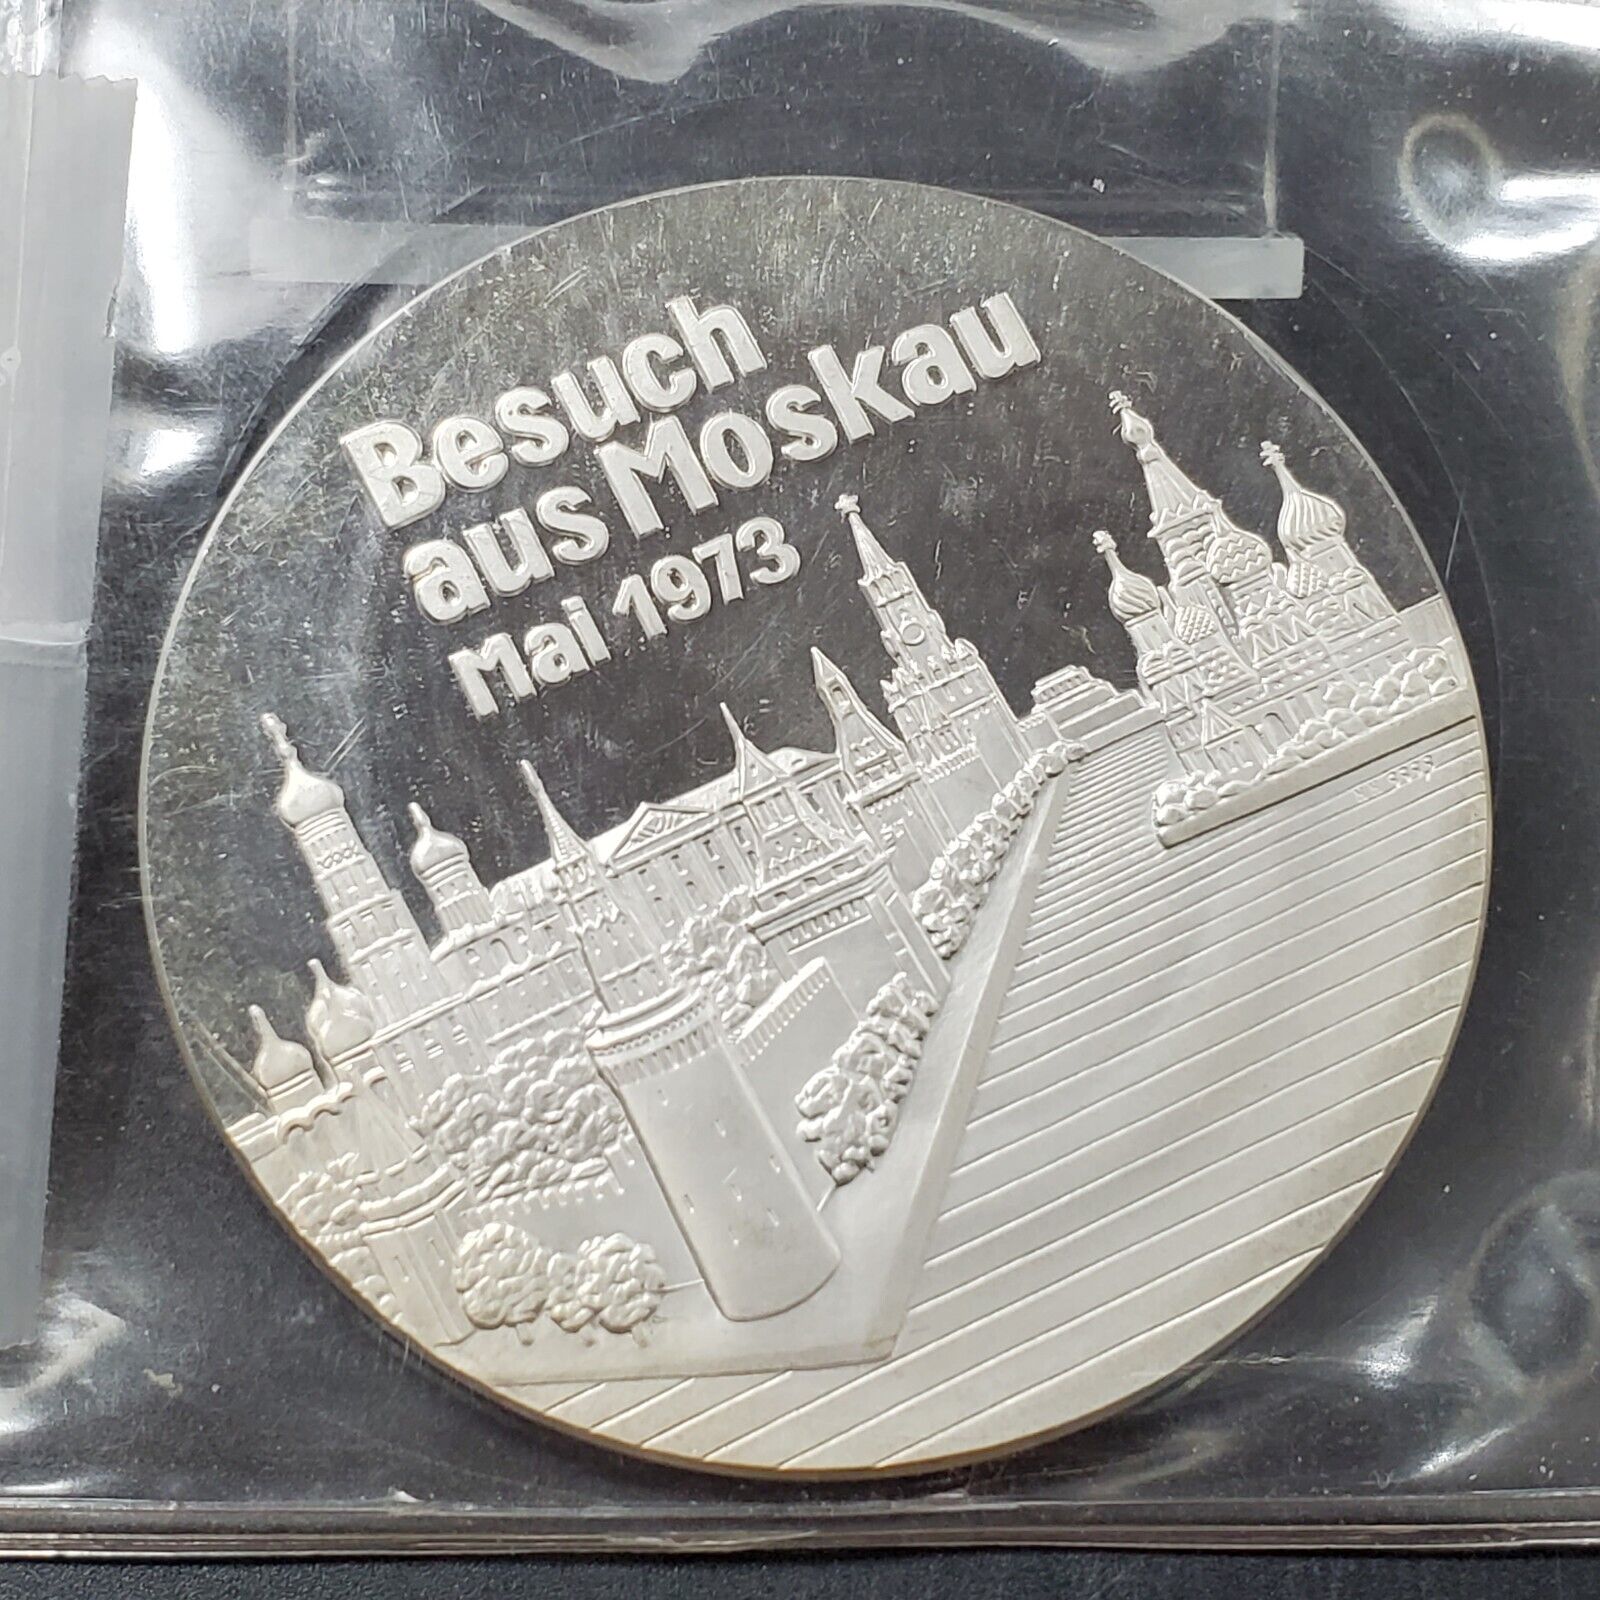 Besuch
aus Moskau
Mai 1973